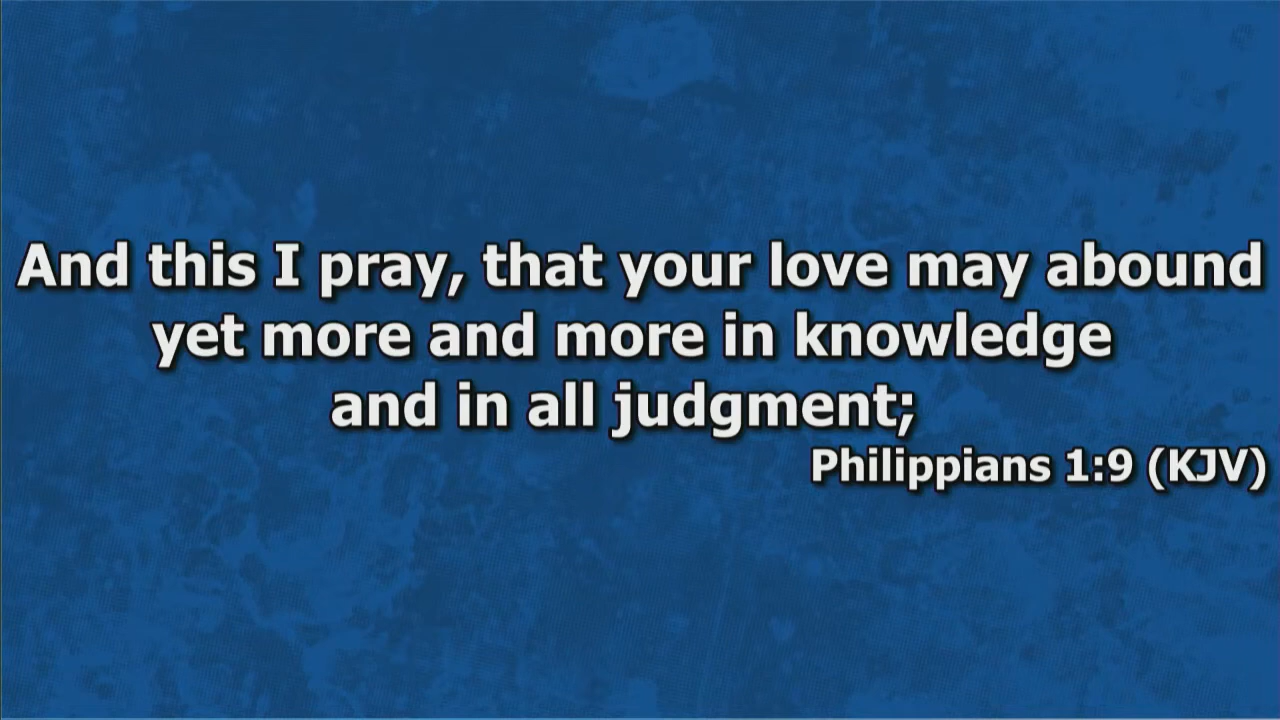 And this I pray, that your love may abound
yet more and more in knowledge
and in all judgment;
Philippians 1:9 (KJV)